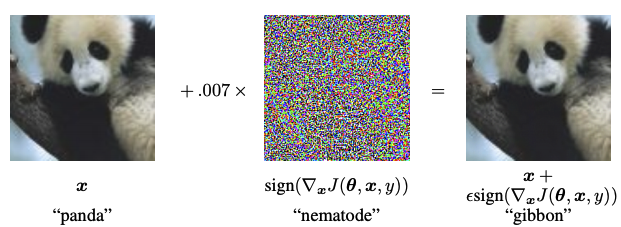 + .007 ×
=
x
sign(∇ₓJ(θ, x, y))
x +
ϵsign(∇ₓJ(θ, x, y))
“panda”
“nematode”
“gibbon”